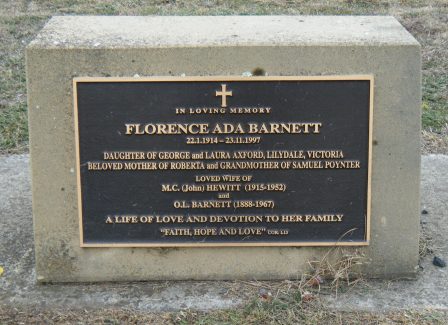 IN LOVING MEMORY
FLORENCE ADA BARNETT
22.1.1914 – 23.11.1997
DAUGHTER OF GEORGE and LAURA AXFORD, LILYDALE, VICTORIA
BELOVED MOTHER OF ROBERTA and GRANDMOTHER OF SAMUEL POYNTER
LOVED WIFE OF
M.C. (John) HEWITT (1915-1952)
and
O.L. BARNETT (1888-1967)
A LIFE OF LOVE AND DEVOTION TO HER FAMILY
"FAITH, HOPE AND LOVE"